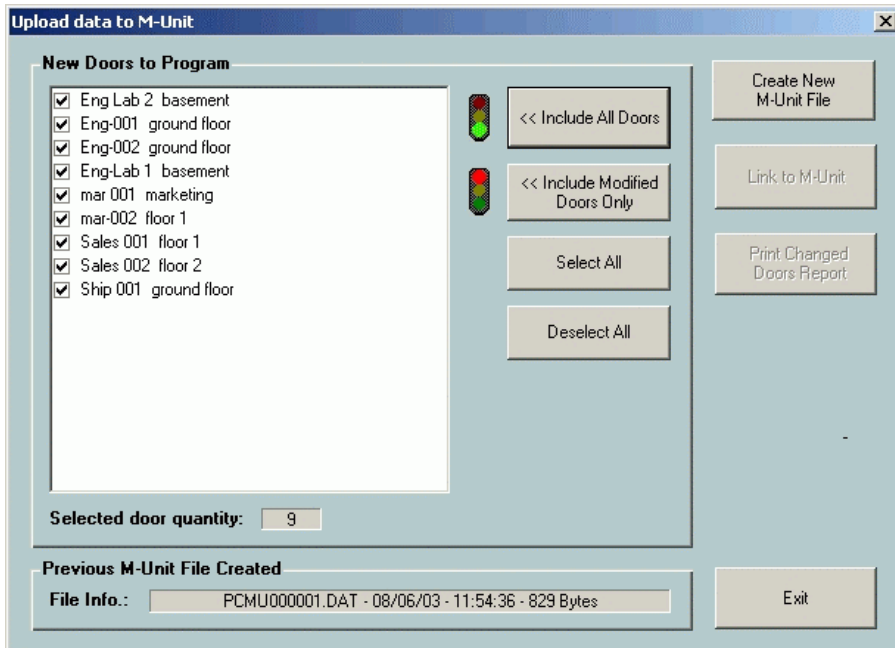 Upload data to M-Unit
New Doors to Program
Eng Lab 2 basement
Eng-001 ground floor
Eng-002 ground floor
Eng-Lab 1 basement
mar 001 marketing
mar-002 floor 1
Sales 001 floor 1
Sales 002 floor 2
Ship 001 ground floor
<< Include All Doors
<< Include Modified
Doors Only
Select All
Deselect All
Selected door quantity: 9
Create New
M-Unit File
Link to M-Unit
Print Changed
Doors Report
-
Previous M-Unit File Created
File Info.: PCMU000001.DAT - 08/06/03 - 11:54:36 - 829 Bytes
Exit